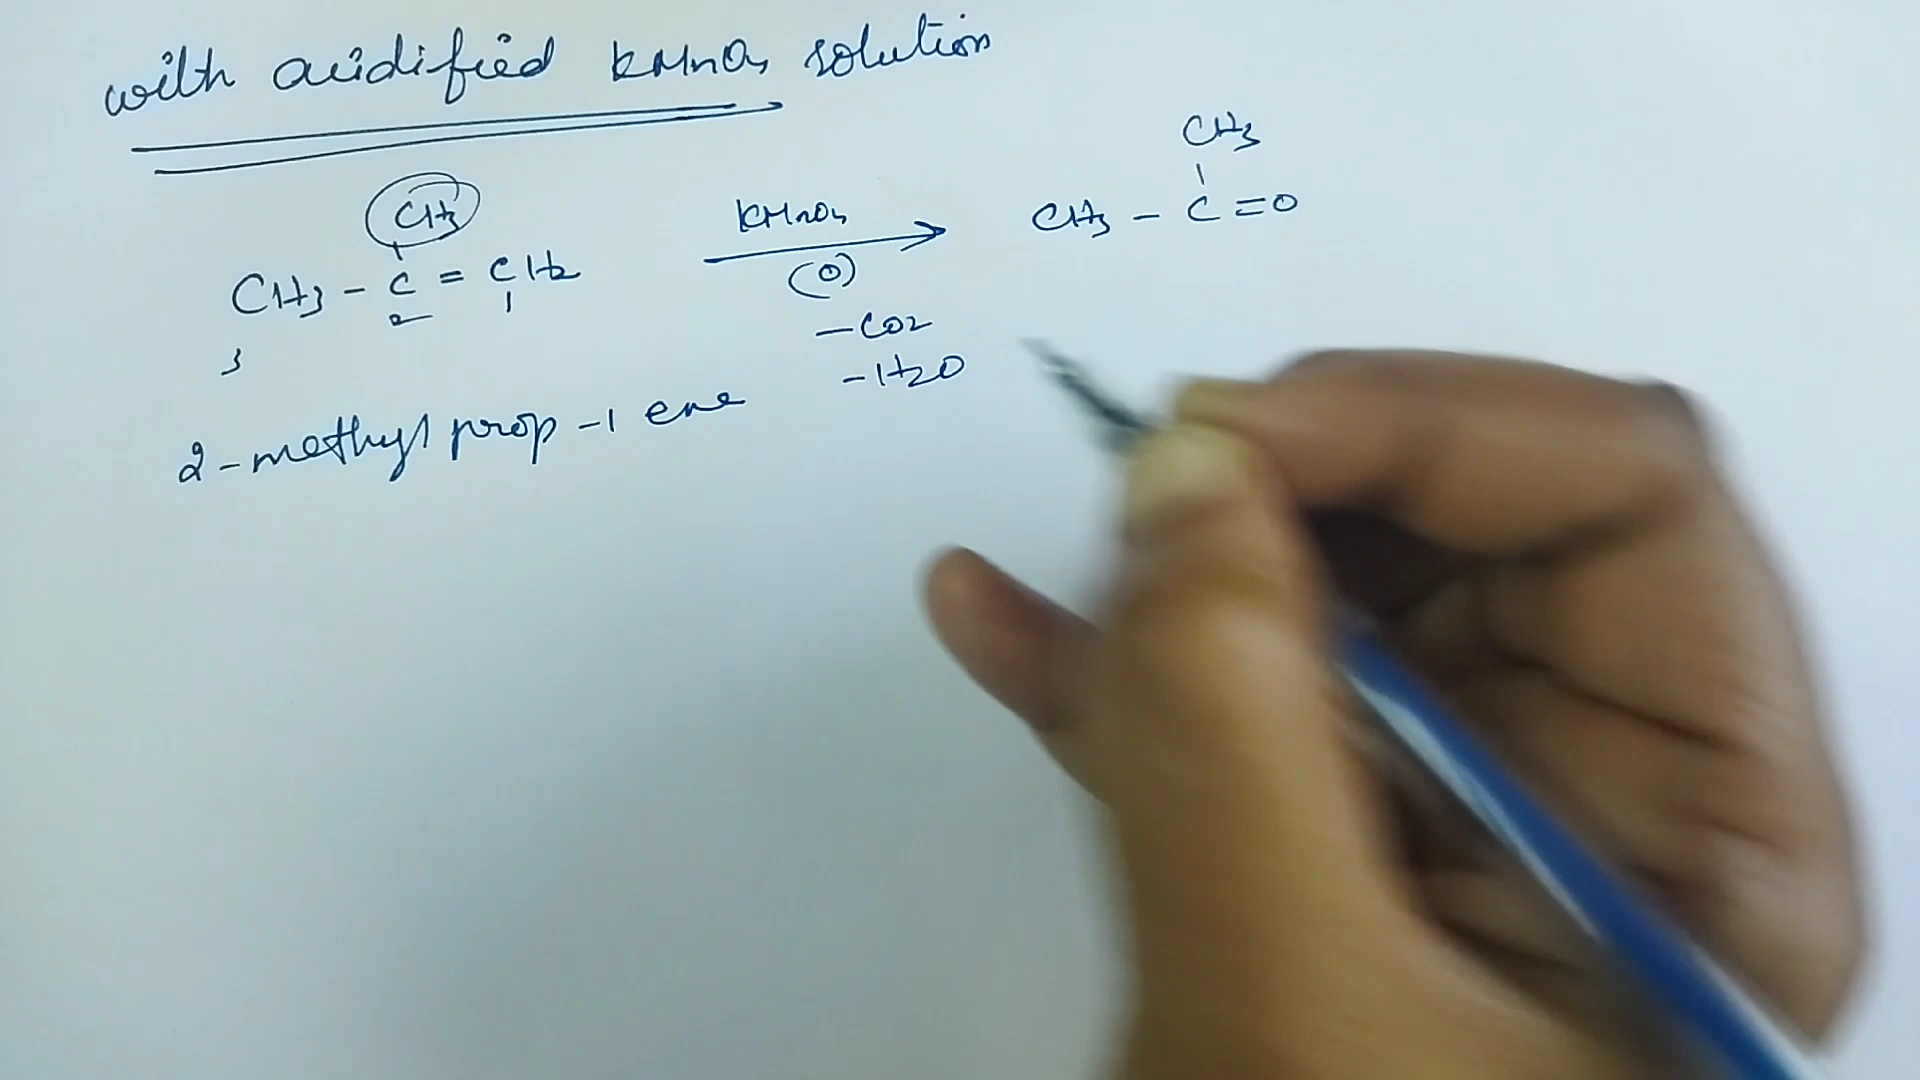 with acidified KMnO4 solution
CH3
CH3 - C = CH2
2 1
3
KMnO4
(O)
-CO2
-H2O
CH3
CH3 - C = O
2-methyl prop -1 ene